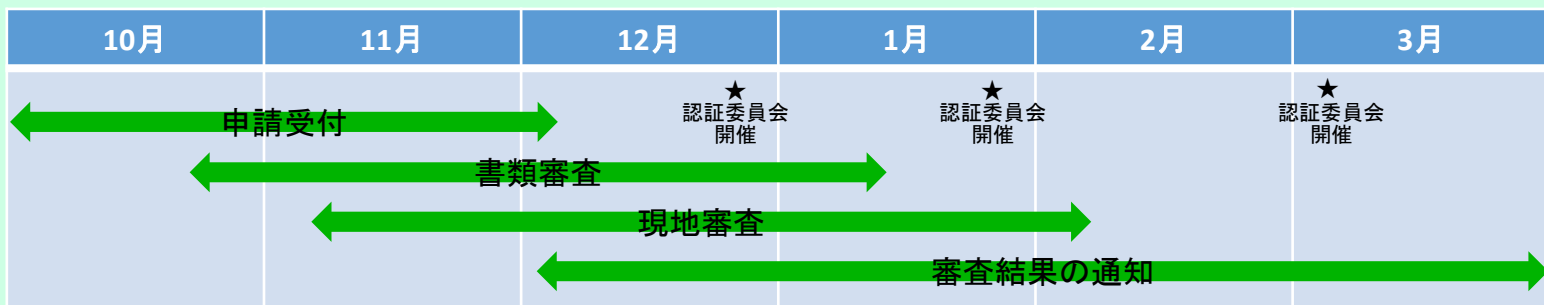 10月 11月 12月 1月 2月 3月
★ ★ ★
認証委員会 認証委員会 認証委員会
開催 開催 開催
申請受付
書類審査
現地審査
審査結果の通知